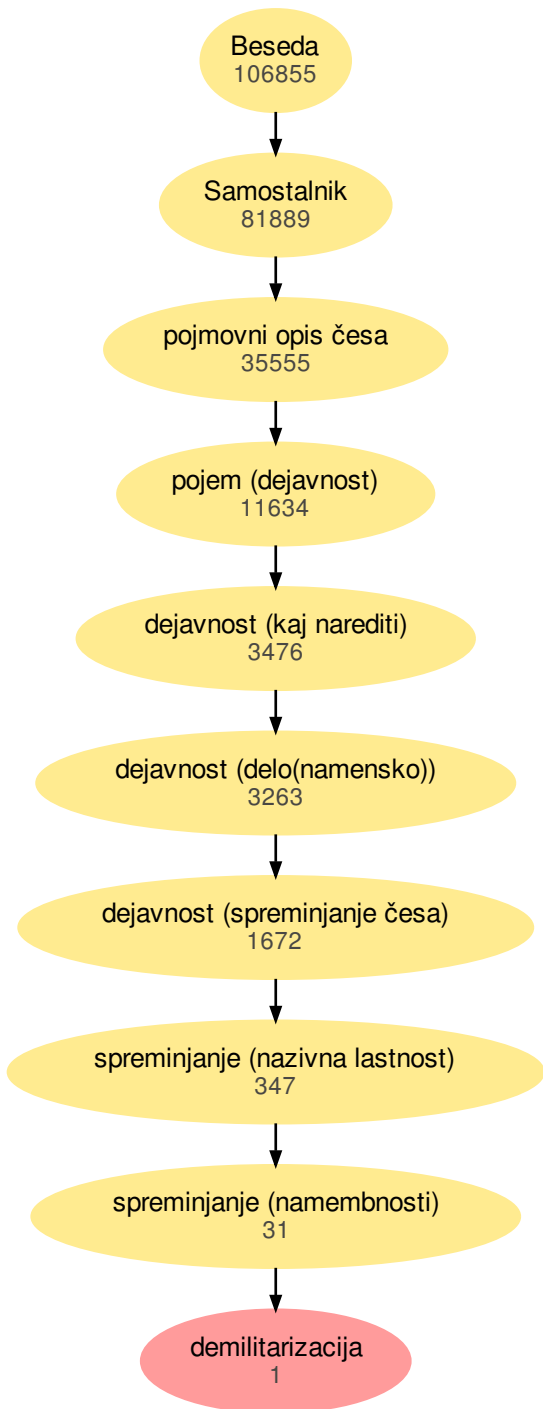 Beseda
106855
Samostalnik
81889
pojmovni opis česa
35555
pojem (dejavnost)
11634
dejavnost (kaj narediti)
3476
dejavnost (delo(namensko))
3263
dejavnost (spreminjanje česa)
1672
spreminjanje (nazivna lastnost)
347
spreminjanje (namembnosti)
31
demilitarizacija
1